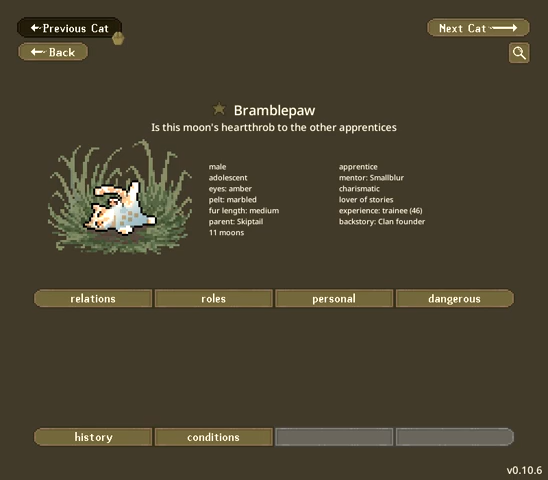 Previous Cat
Next Cat
Back
Bramblepaw
Is this moon's heartthrob to the other apprentices
male
adolescent
eyes: amber
pelt: marbled
fur length: medium
parent: Skiptail
11 moons
apprentice
mentor: Smallblur
charismatic
lover of stories
experience: trainee (46)
backstory: Clan founder
relations
roles
personal
dangerous
history
conditions
v0.10.6